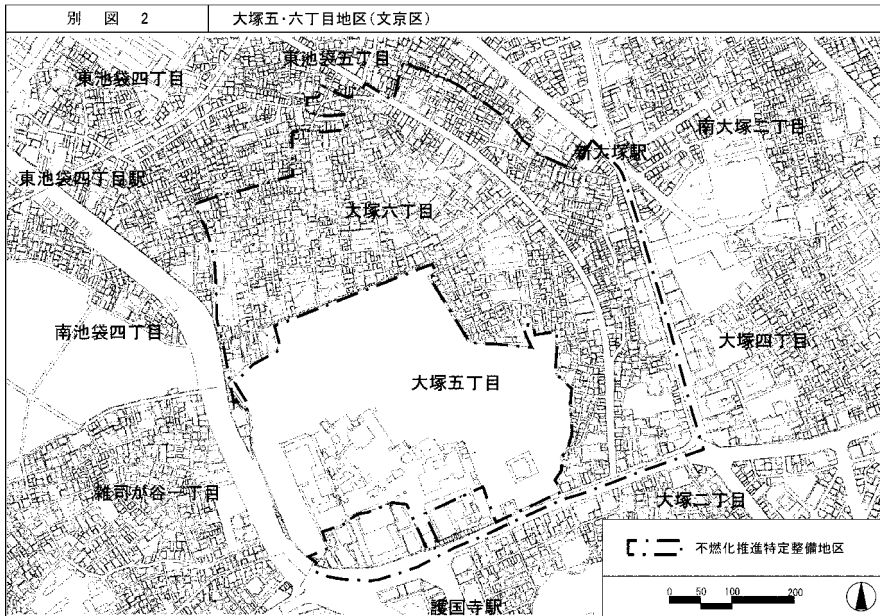 別 図 2
大塚五・六丁目地区（文京区）
東池袋五丁目
東池袋四丁目
南大塚二丁目
新大塚駅
東池袋四丁目駅
大塚六丁目
南池袋四丁目
大塚四丁目
大塚五丁目
雑司が谷一丁目
大塚二丁目
不燃化推進特定整備地区
0 50 100 200
護国寺駅